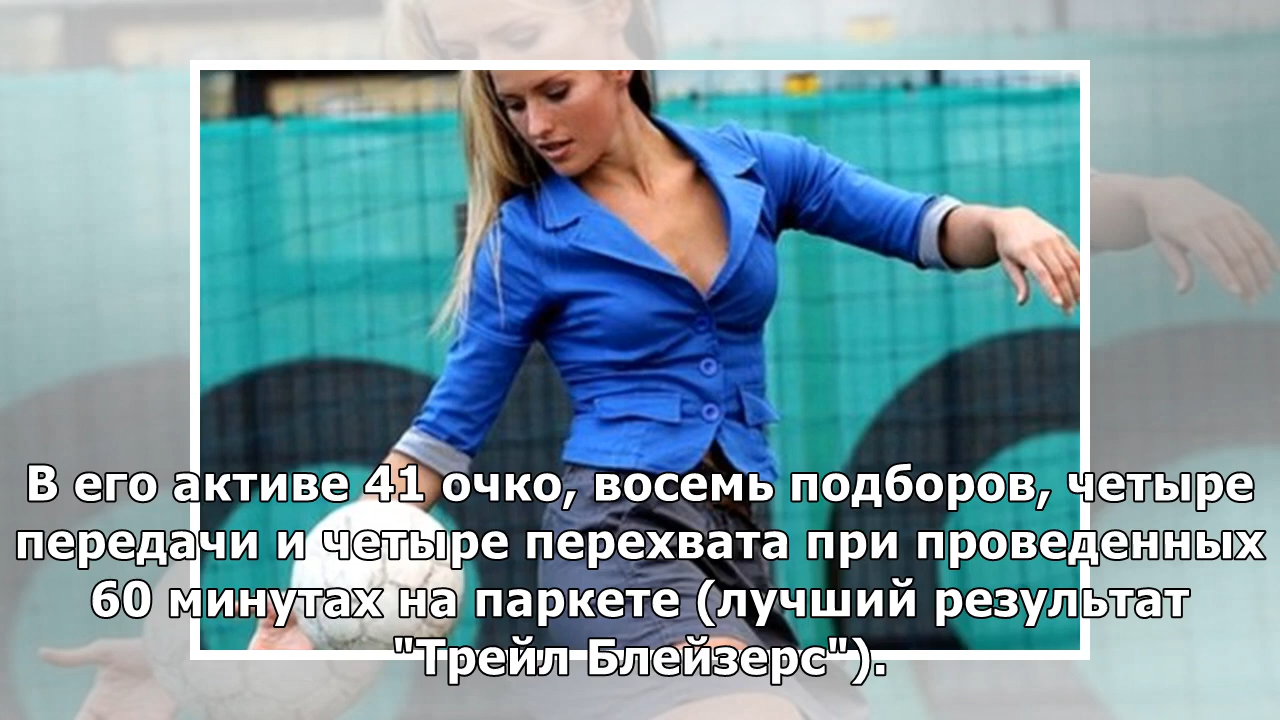 В его активе 41 очко, восемь подборов, четыре
передачи и четыре перехвата при проведенных
60 минутах на паркете (лучший результат
"Трейл Блейзерс").